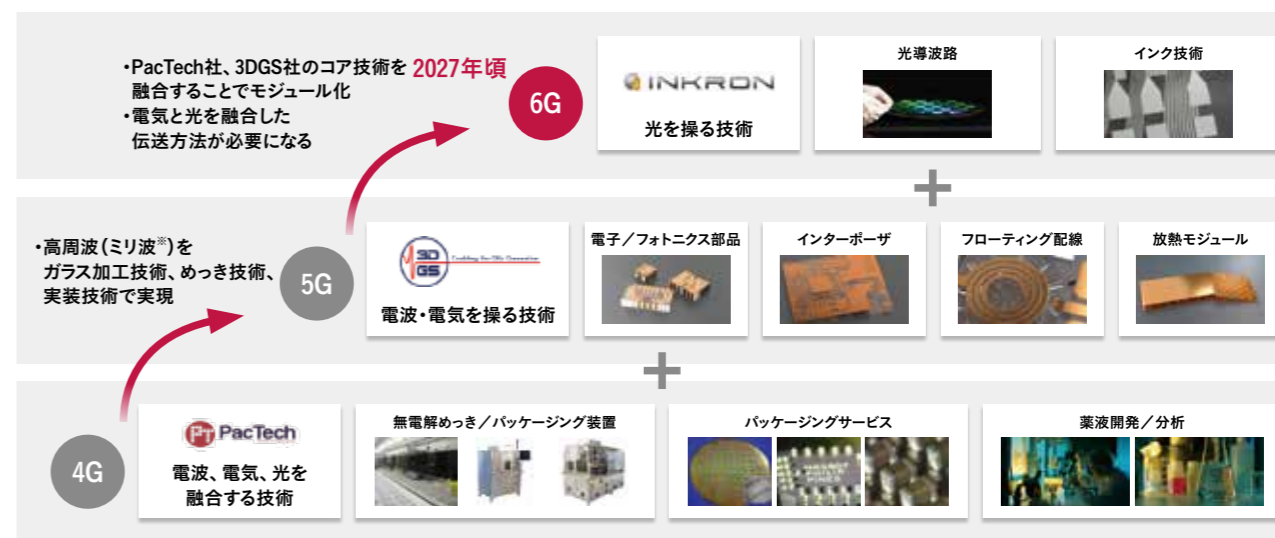 ・PacTech社、3DGS社のコア技術を
融合することでモジュール化
・電気と光を融合した
伝送方法が必要になる
2027年頃
6G
INKRON
光を操る技術
光導波路
インク技術
+
・高周波(ミリ波※)を
ガラス加工技術、めっき技術、
実装技術で実現
5G
3D
GS
電波・電気を操る技術
電子/フォトニクス部品
インターポーザ
フローティング配線
放熱モジュール
+
4G
PT PacTech
電波、電気、光を
融合する技術
無電解めっき/パッケージング装置
パッケージングサービス
薬液開発/分析